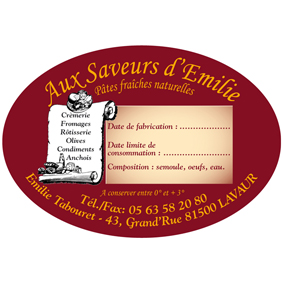 Aux Saveurs d'Emilie
Pâtes fraîches naturelles
Crèmerie
Fromages
Rôtisserie
Olives
Condiments
Anchois
Date de fabrication : ..................
Date limite de
consommation : ...................
Composition : semoule, oeufs, eau.
A conserver entre 0° et + 3°
Tél./Fax: 05 63 58 20 80
Emilie Tabouret - 43, Grand'Rue 81500 LAVAUR